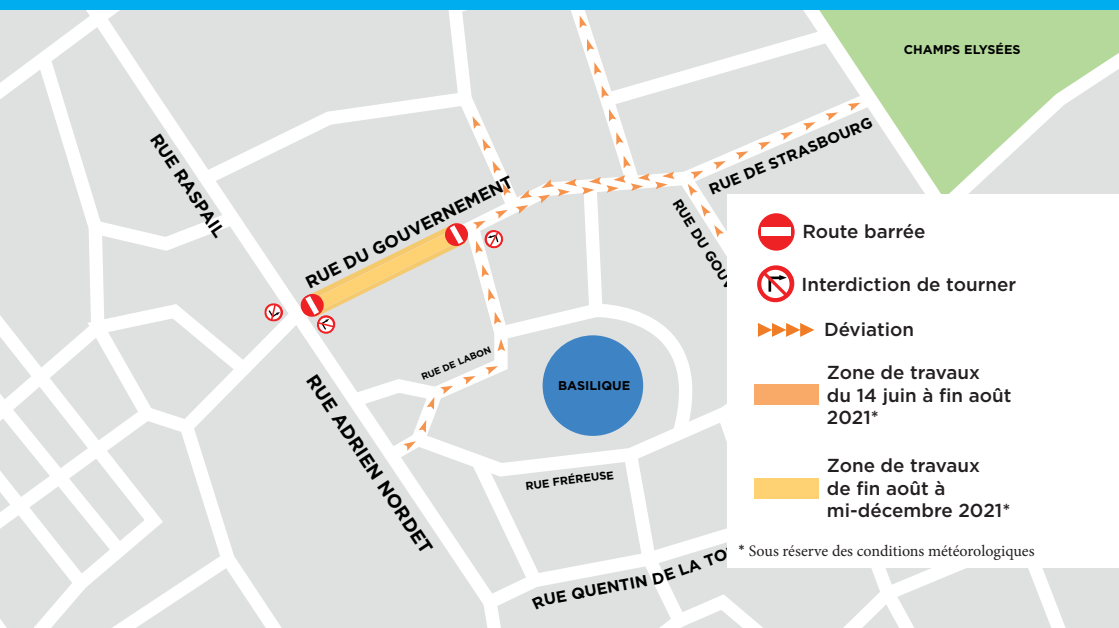 CHAMPS ELYSÉES
RUE RASPAIL
RUE DU GOUVERNEMENT
RUE DE STRASBOURG
RUE DU GOUV
RUE DE LABON
BASILIQUE
RUE ADRIEN NORDET
RUE FRÉREUSE
RUE QUENTIN DE LA TO
Route barrée
Interdiction de tourner
Déviation
Zone de travaux
du 14 juin à fin août
2021*
Zone de travaux
de fin août à
mi-décembre 2021*
* Sous réserve des conditions météorologiques